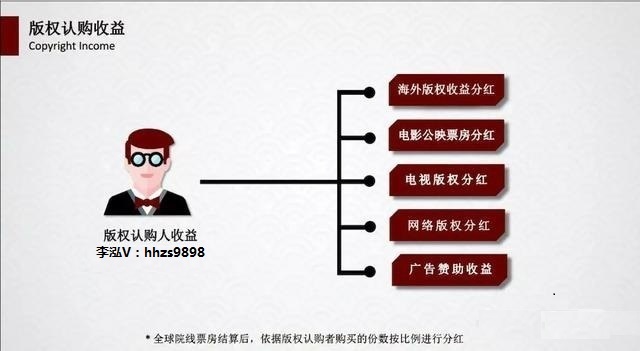 版权认购收益
Copyright Income
海外版权收益分红
电影公映票房分红
电视版权分红
网络版权分红
广告赞助收益
版权认购人收益
李泓V：hhzs9898
* 全球院线票房结算后，依据版权认购者购买的份数按比例进行分红